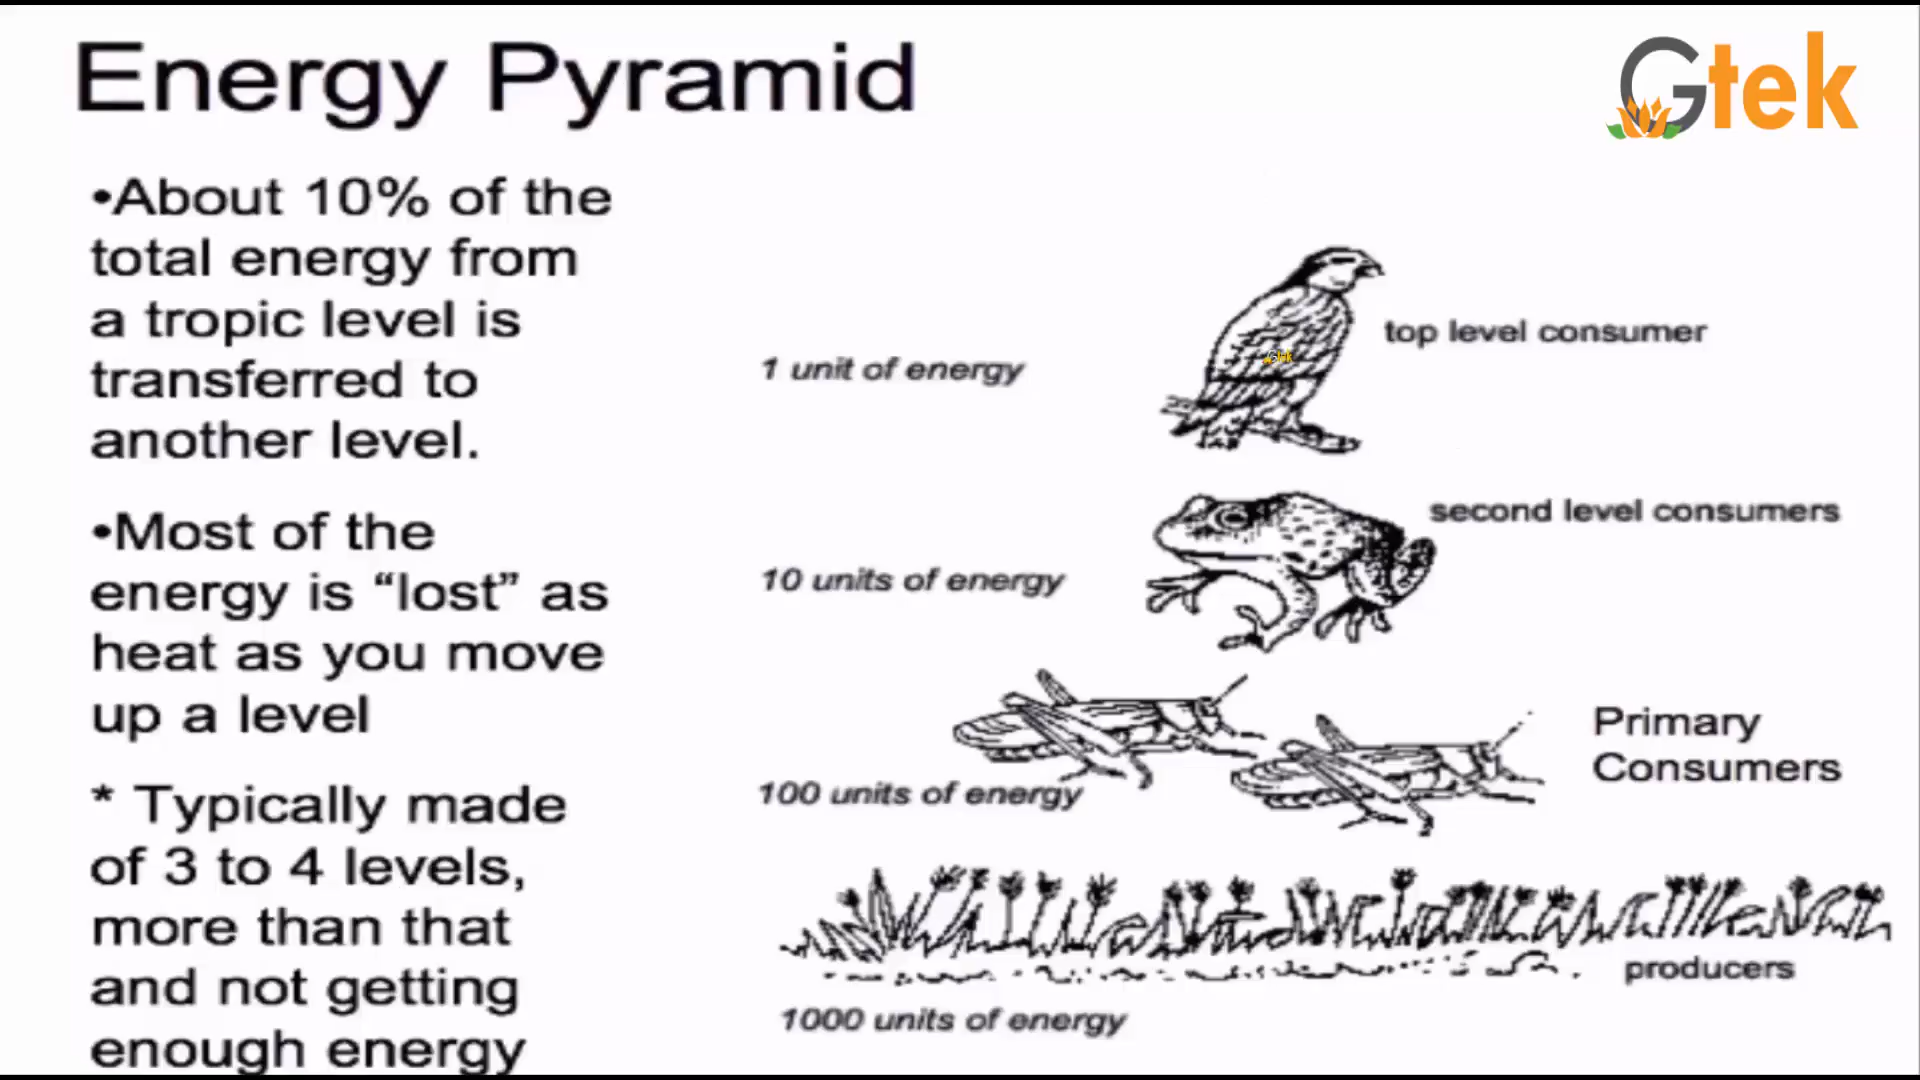 Energy Pyramid
Gtek
•About 10% of the
total energy from
a tropic level is
transferred to
another level.
•Most of the
energy is “lost” as
heat as you move
up a level
* Typically made
of 3 to 4 levels,
more than that
and not getting
enough energy
top level consumer
1 unit of energy
Gtek
second level consumers
10 units of energy
Primary
Consumers
100 units of energy
producers
1000 units of energy